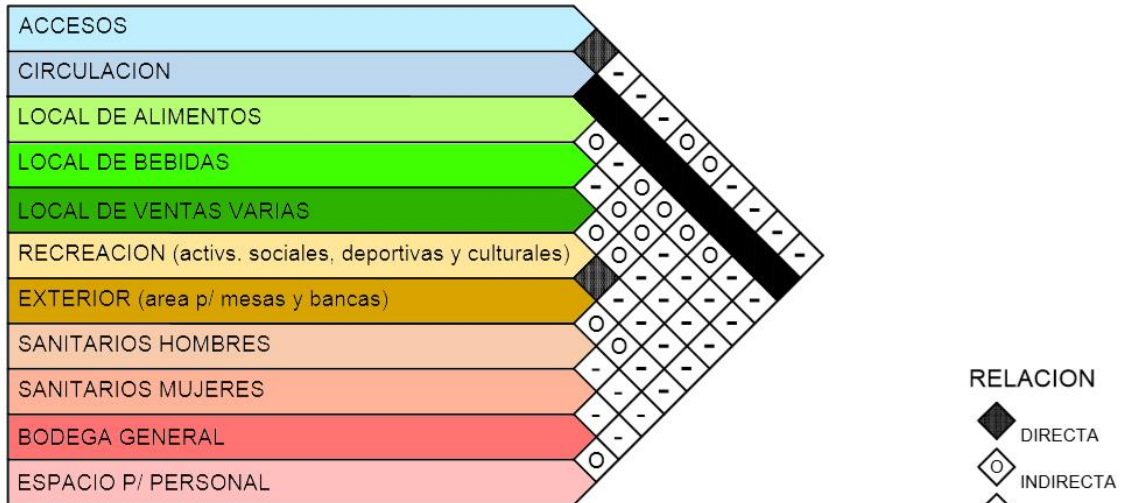 ACCESOS
CIRCULACION
LOCAL DE ALIMENTOS
LOCAL DE BEBIDAS
LOCAL DE VENTAS VARIAS
RECREACION (activs. sociales, deportivas y culturales)
EXTERIOR (area p/ mesas y bancas)
SANITARIOS HOMBRES
SANITARIOS MUJERES
BODEGA GENERAL
ESPACIO P/ PERSONAL
RELACION
DIRECTA
INDIRECTA